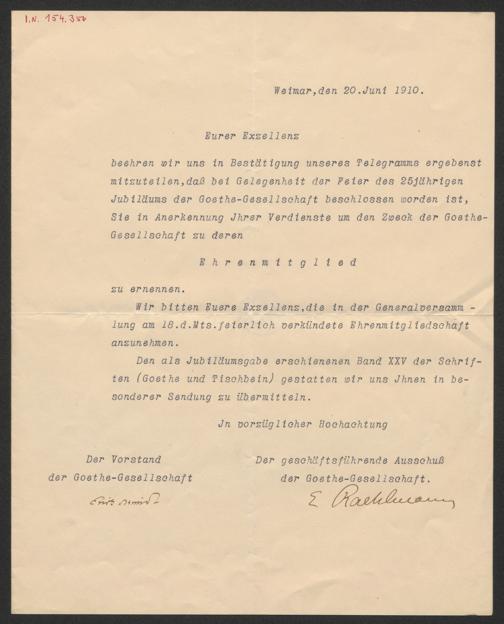 I.N. 154.350
Weimar,den 20.Juni 1910.
Eurer Exzellenz
beehren wir uns in Bestätigung unseres Telegramms ergebenst
mitzuteilen,daß bei Gelegenheit der Feier des 25jährigen
Jubiläums der Goethe-Gesellschaft beschlossen worden ist,
Sie in Anerkennung Jhrer Verdienste um den Zweck der Goethe-
Gesellschaft zu deren
E h r e n m i t g l i e d
zu ernennen.
Wir bitten Euere Exzellenz,die in der Generalversamm -
lung am 18.d.Mts.feierlich verkündete Ehrenmitgliedschaft
anzunehmen.
Den als Jubiläumsgabe erschienenen Band XXV der Schrif-
ten (Goethe und Tischbein) gestatten wir uns Jhnen in be-
sonderer Sendung zu übermitteln.
Jn vorzüglicher Hochachtung
Der Vorstand
der Goethe-Gesellschaft
Der geschäftsführende Ausschuß
der Goethe-Gesellschaft.
E Raehlmann